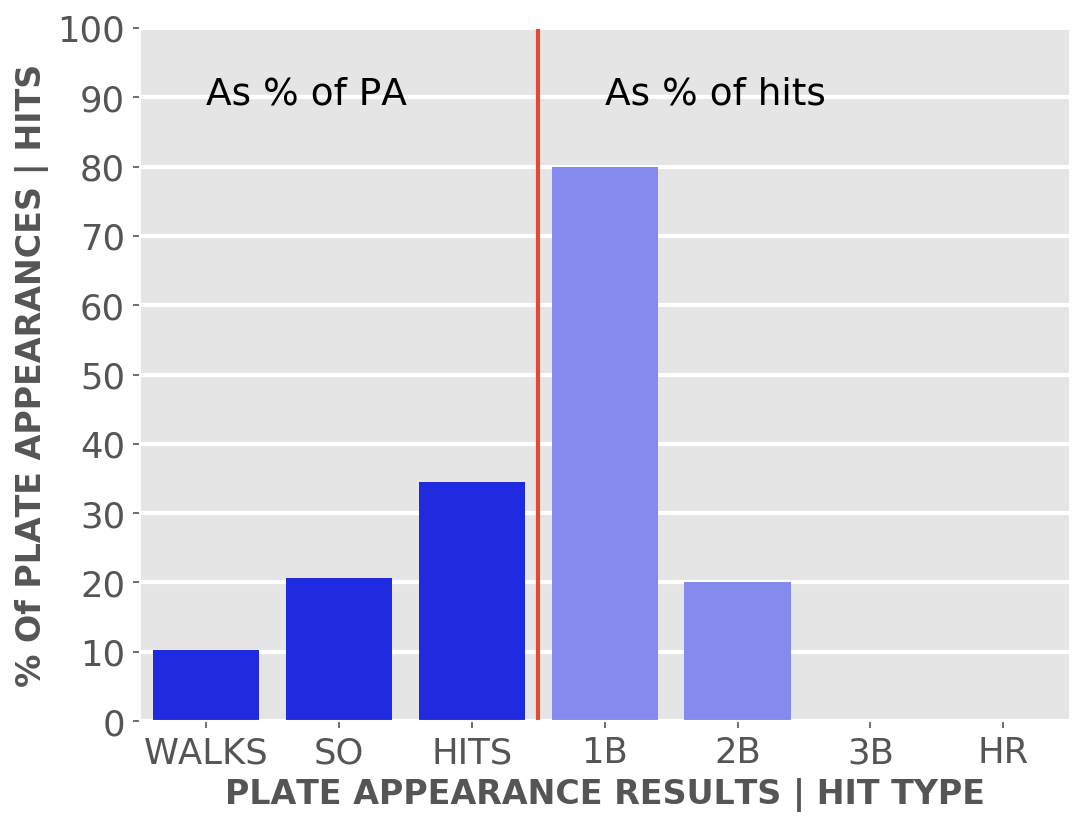 % Of PLATE APPEARANCES | HITS
100
90
80
70
60
50
40
30
20
10
0
As % of PA
As % of hits
WALKS SO HITS 1B 2B 3B HR
PLATE APPEARANCE RESULTS | HIT TYPE